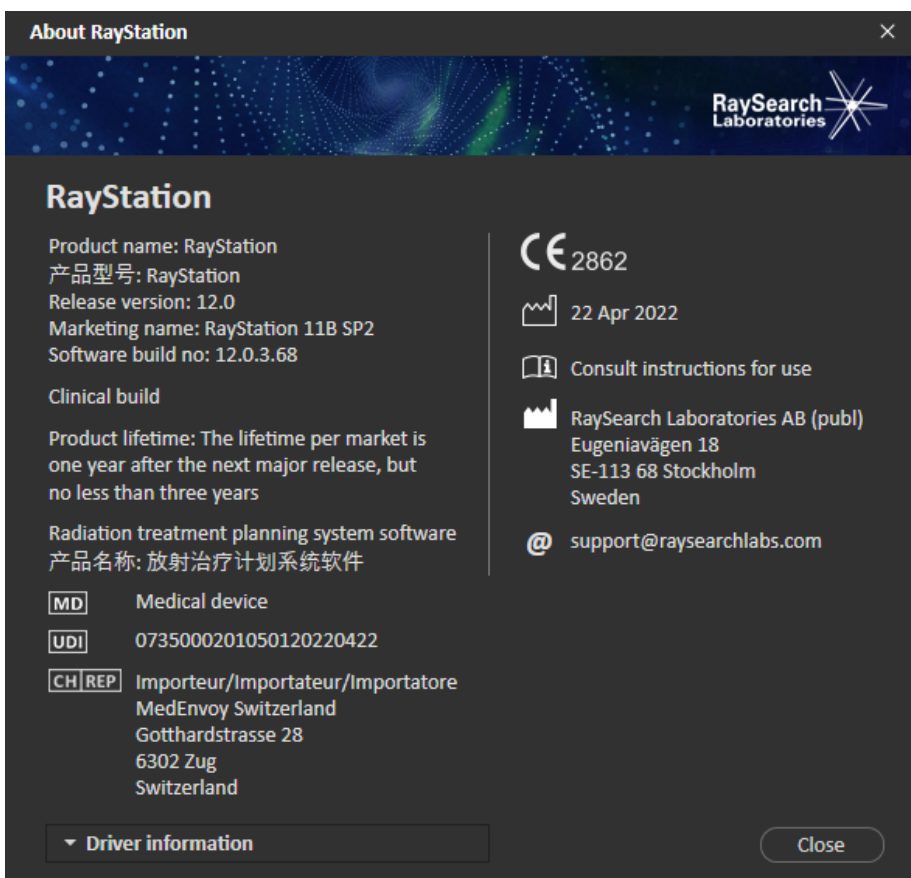 About RayStation
RaySearch
Laboratories
RayStation
Product name: RayStation
产品型号: RayStation
Release version: 12.0
Marketing name: RayStation 11B SP2
Software build no: 12.0.3.68
Clinical build
Product lifetime: The lifetime per market is
one year after the next major release, but
no less than three years
Radiation treatment planning system software
产品名称: 放射治疗计划系统软件
MD Medical device
UDI 0735000201050120220422
CH REP Importeur/Importateur/Importatore
MedEnvoy Switzerland
Gotthardstrasse 28
6302 Zug
Switzerland
CE 2862
22 Apr 2022
i Consult instructions for use
RaySearch Laboratories AB (publ)
Eugeniavägen 18
SE-113 68 Stockholm
Sweden
@ support@raysearchlabs.com
Driver information
Close